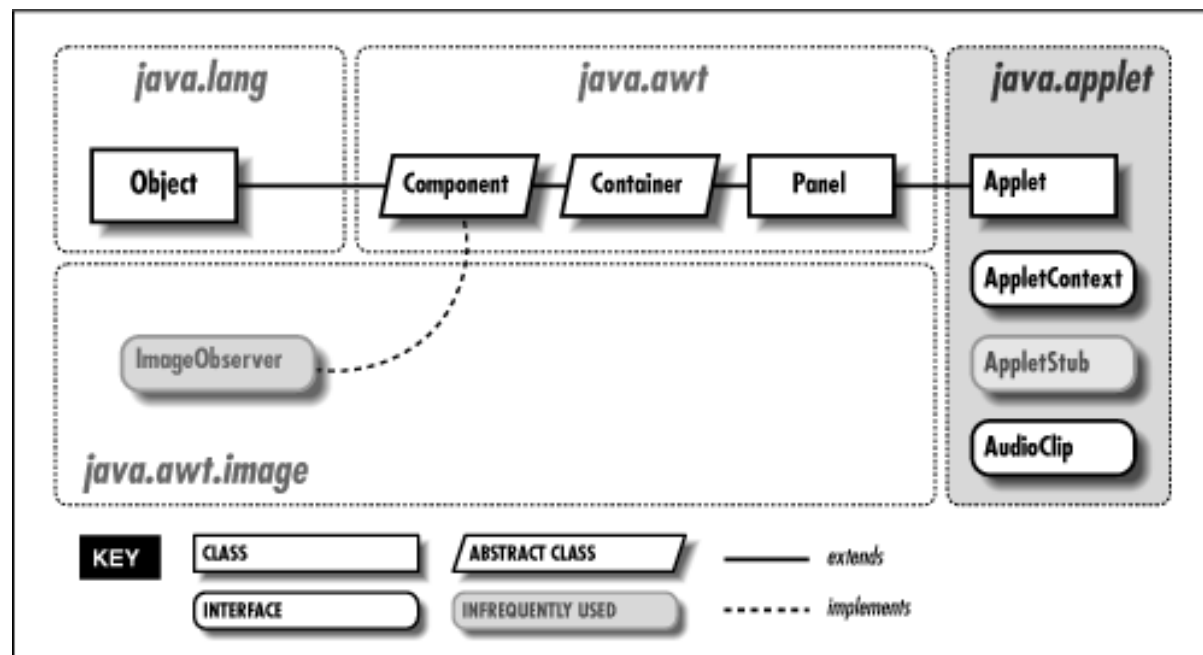 java.lang
java.awt
java.applet
Object
Component
Container
Panel
Applet
AppletContext
ImageObserver
AppletStub
AudioClip
java.awt.image
KEY
CLASS
ABSTRACT CLASS
extends
INTERFACE
INFREQUENTLY USED
implements